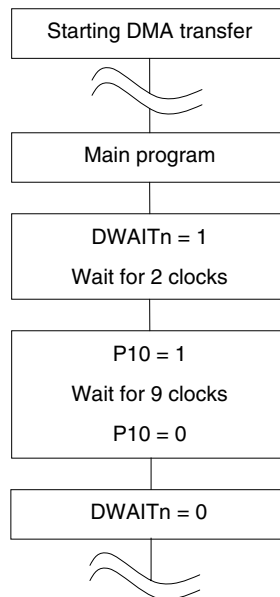 Starting DMA transfer
Main program
DWAITn = 1
Wait for 2 clocks
P10 = 1
Wait for 9 clocks
P10 = 0
DWAITn = 0